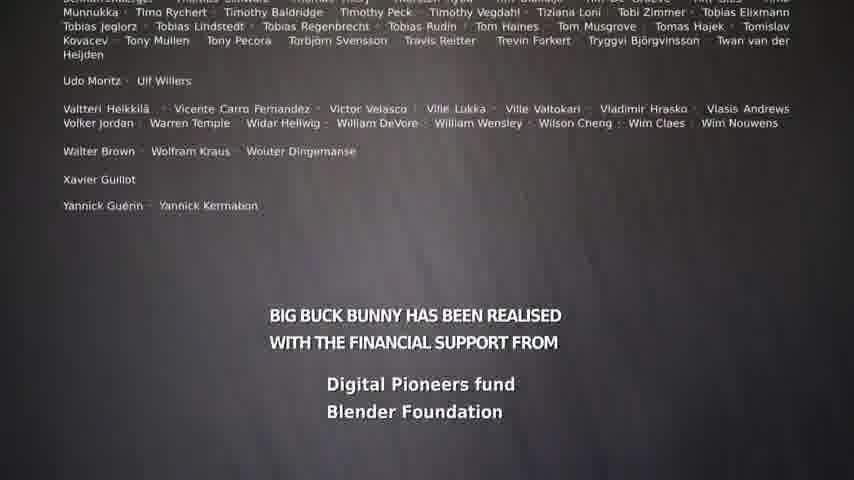 Munnukka · Timo Rychert · Timothy Baldridge · Timothy Peck · Timothy Vegdahl · Tiziana Loni · Tobi Zimmer · Tobias Elixmann
Tobias Jeglorz · Tobias Lindstedt · Tobias Regenbrecht · Tobias Rudin · Tom Haines · Tom Musgrove · Tomas Hajek · Tomislav
Kovacev · Tony Mullen · Tony Pecora · Torbjörn Svensson · Travis Reitter · Trevin Forkert · Tryggvi Björgvinsson · Twan van der
Heijden
Udo Moritz · Ulf Willers
Valtteri Heikkilä · Vicente Carro Fernandez · Victor Velasco · Ville Lukka · Ville Valtokari · Vladimir Hrasko · Vlasis Andrews
Volker Jordan · Warren Temple · Widar Hellwig · William DeVore · William Wensley · Wilson Cheng · Wim Claes · Wim Nouwens
Walter Brown · Wolfram Kraus · Wouter Dingemanse
Xavier Guillot
Yannick Guérin · Yannick Kermabon
BIG BUCK BUNNY HAS BEEN REALISED
WITH THE FINANCIAL SUPPORT FROM
Digital Pioneers fund
Blender Foundation